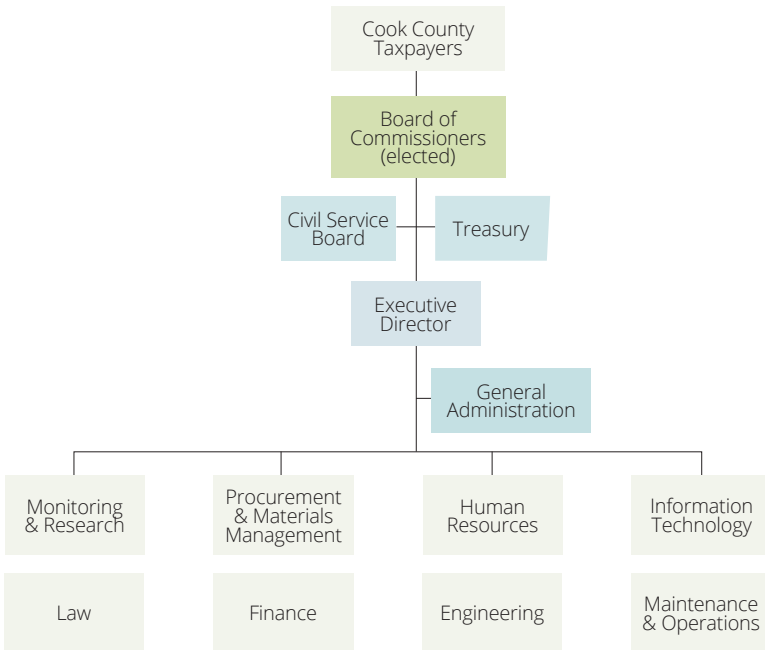 Cook County
Taxpayers
Board of
Commissioners
(elected)
Civil Service
Board
Treasury
Executive
Director
General
Administration
Monitoring
& Research
Procurement
& Materials
Management
Human
Resources
Information
Technology
Law
Finance
Engineering
Maintenance
& Operations